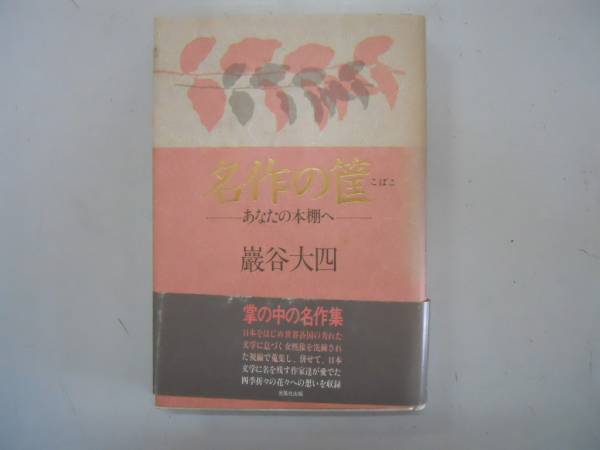 名作の筐
こばこ
あなたの本棚へ
巖谷大四
掌の中の名作集
日本をはじめ世界各国の秀れた
文学に息づく女性像を洗練され
た視線で蒐集し、併せて、日本
文学に名を残す作家達が愛でた
四季折々の花々への想いを収録